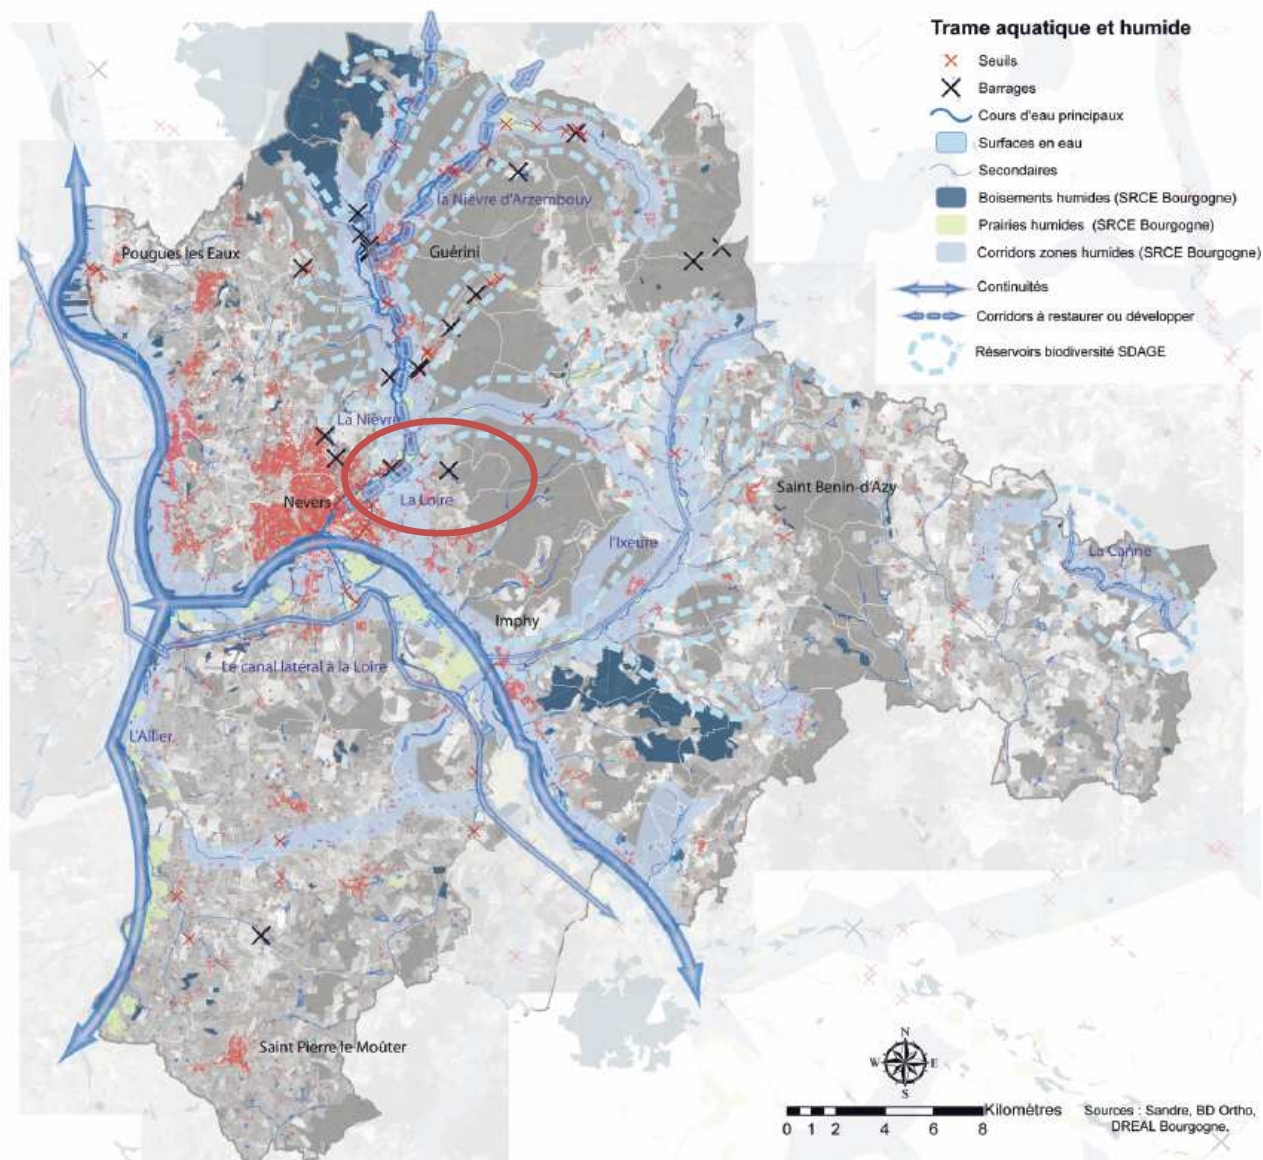 Trame aquatique et humide
Seuils
Barrages
Cours d'eau principaux
Surfaces en eau
Secondaires
Boisements humides (SRCE Bourgogne)
Prairies humides (SRCE Bourgogne)
Corridors zones humides (SRCE Bourgogne)
Continuités
Corridors à restaurer ou développer
Réservoirs biodiversité SDAGE
la Nièvre d'Arzembouy
Pougues les Eaux
Guérini
La Nièvre
Nevers
La Loire
Saint Benin-d'Azy
l'Ixeure
La Canne
Imphy
Le canal latéral à la Loire
L'Allier
Saint Pierre le Moûter
N
W
E
S
Kilomètres
0 1 2 4 6 8
Sources : Sandre, BD Ortho,
DREAL Bourgogne.